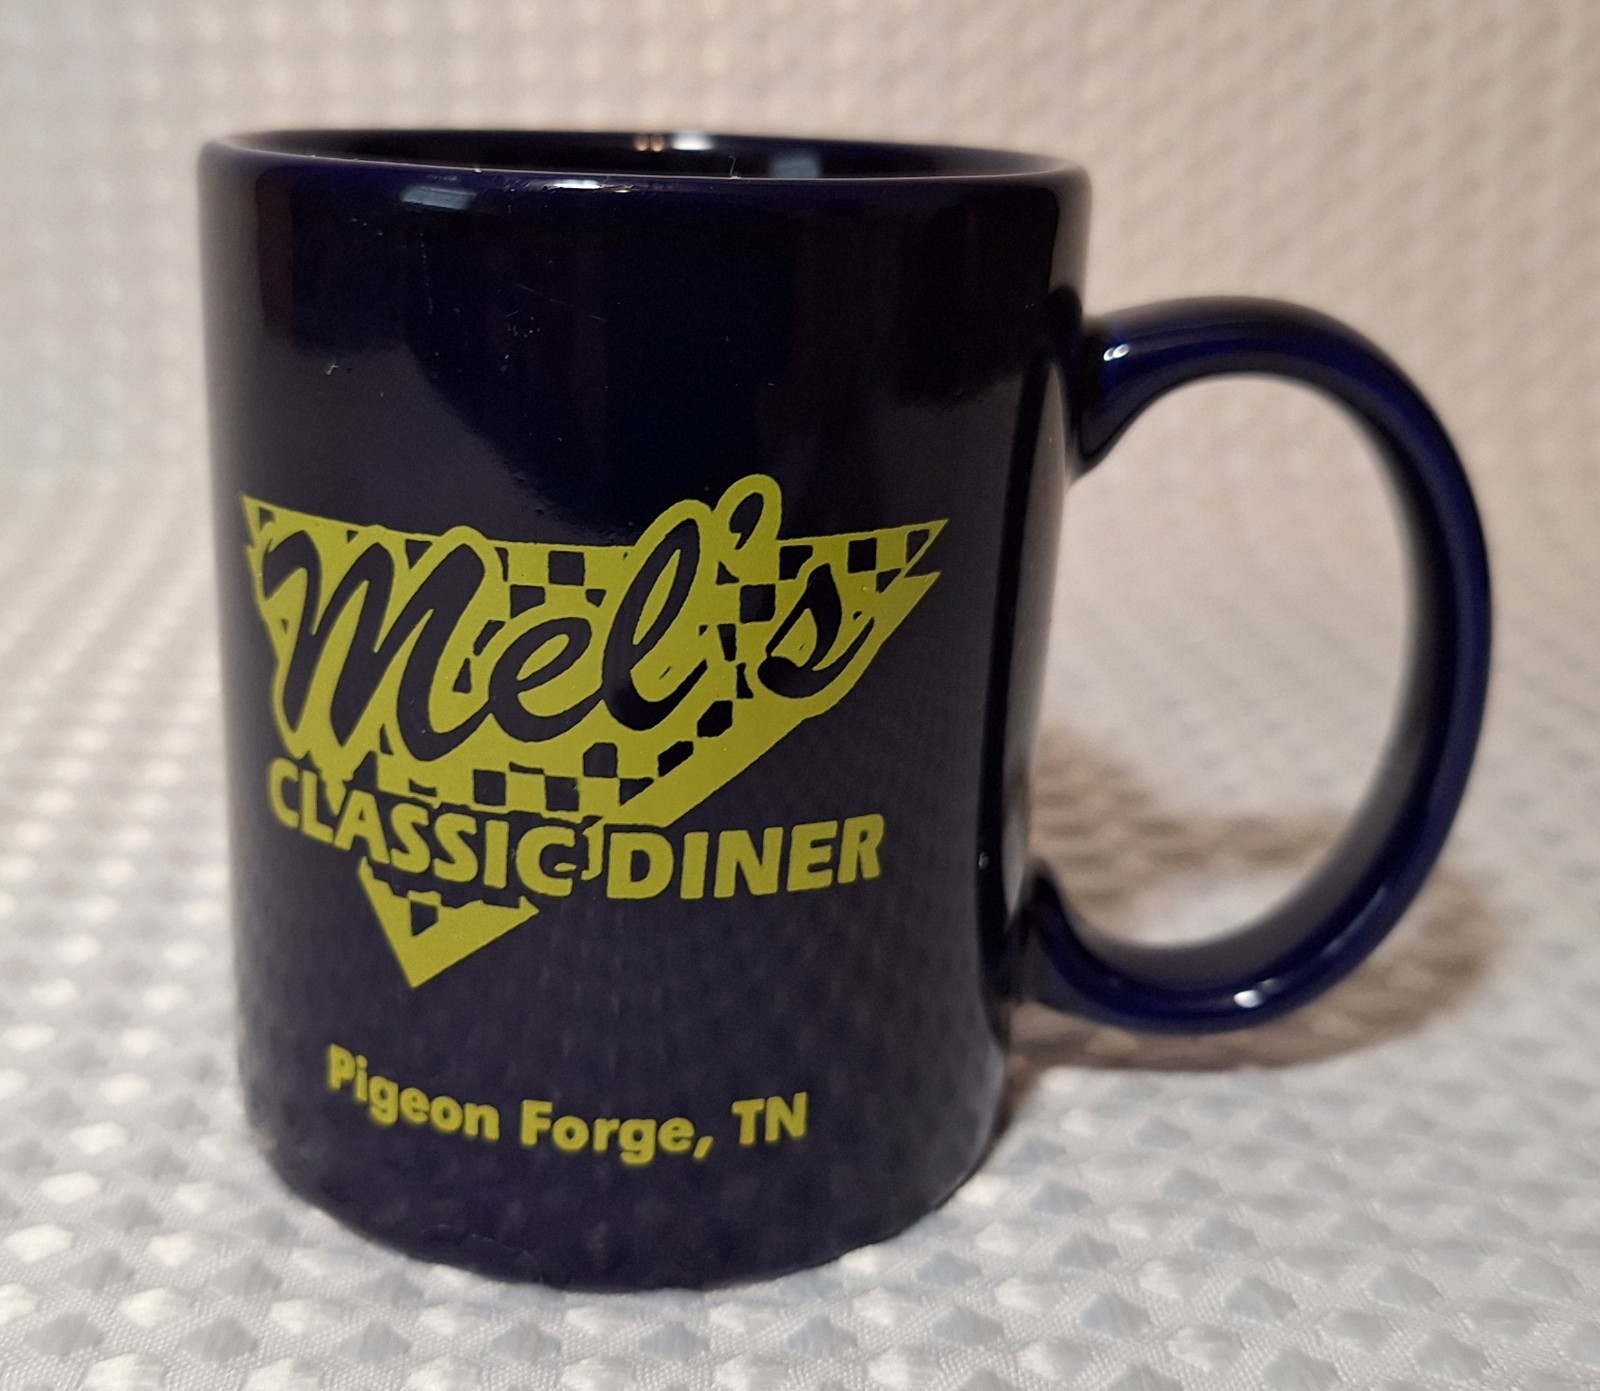 Mel's
CLASSIC DINER
Pigeon Forge, TN